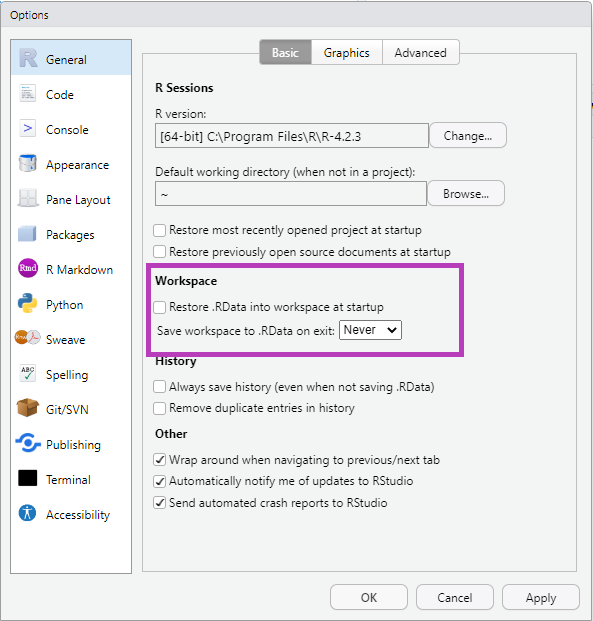 Options
General
Code
Console
Appearance
Pane Layout
Packages
Rmd R Markdown
Python
Sweave
ABC Spelling
Git/SVN
Publishing
Terminal
Accessibility
Basic Graphics Advanced
R Sessions
R version:
[64-bit] C:\Program Files\R\R-4.2.3 Change...
Default working directory (when not in a project):
~ Browse...
Restore most recently opened project at startup
Restore previously open source documents at startup
Workspace
Restore .RData into workspace at startup
Save workspace to .RData on exit: Never
History
Always save history (even when not saving .RData)
Remove duplicate entries in history
Other
Wrap around when navigating to previous/next tab
Automatically notify me of updates to RStudio
Send automated crash reports to RStudio
OK Cancel Apply